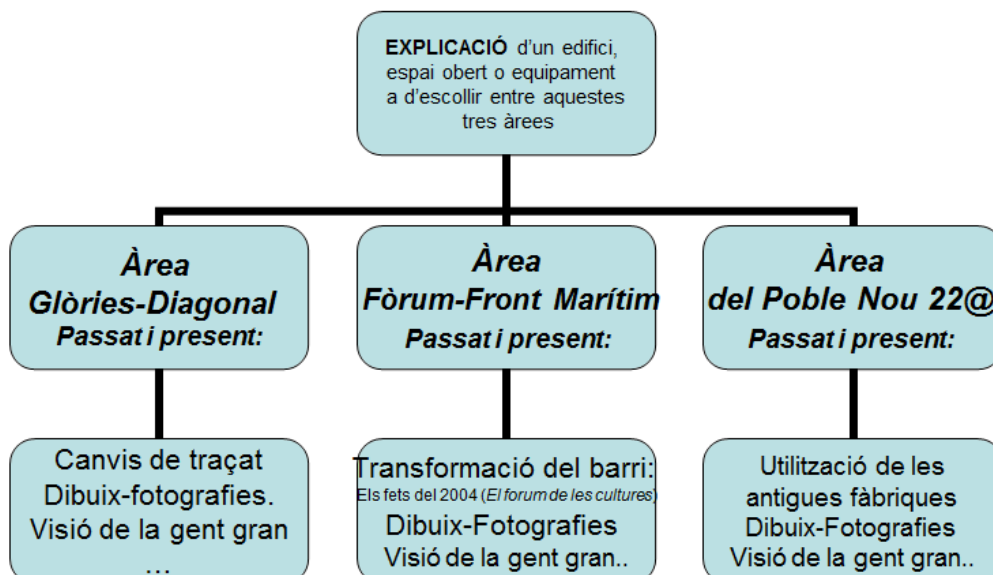 EXPLICACIÓ d'un edifici,
espai obert o equipament
a d'escollir entre aquestes
tres àrees
Àrea
Glòries-Diagonal
Passat i present:
Àrea
Fòrum-Front Marítim
Passat i present:
Àrea
del Poble Nou 22@
Passat i present:
Canvis de traçat
Dibuix-fotografies.
Visió de la gent gran
…
Transformació del barri:
Els fets del 2004 (El forum de les cultures)
Dibuix-Fotografies
Visió de la gent gran..
Utilització de les
antigues fàbriques
Dibuix-Fotografies
Visió de la gent gran..